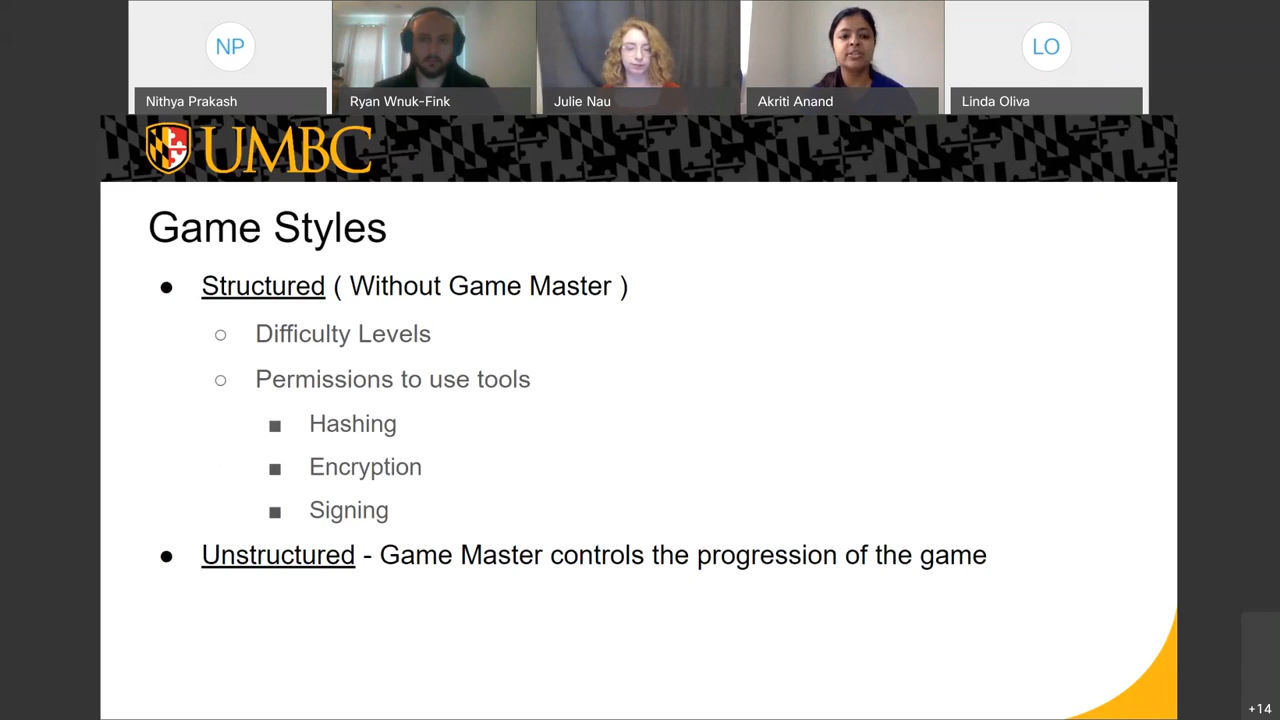 NP
LO
Nithya Prakash
Ryan Wnuk-Fink
Julie Nau
Akriti Anand
Linda Oliva
UMBC
Game Styles
● Structured ( Without Game Master )
○ Difficulty Levels
○ Permissions to use tools
■ Hashing
■ Encryption
■ Signing
● Unstructured - Game Master controls the progression of the game
+14